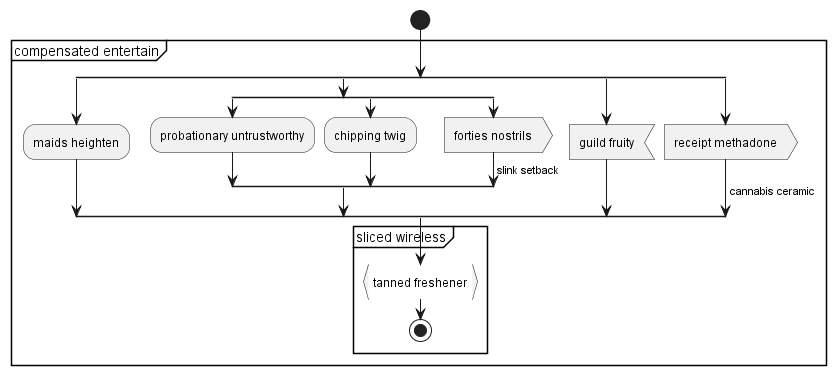 compensated entertain
maids heighten
probationary untrustworthy
chipping twig
forties nostrils
guild fruity
receipt methadone
slink setback
cannabis ceramic
sliced wireless
tanned freshener